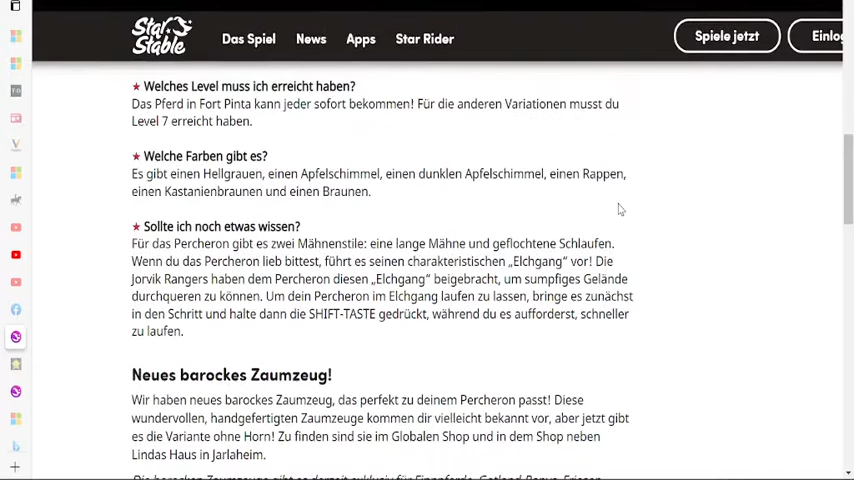 Star Stable
Das Spiel
News
Apps
Star Rider
Spiele jetzt
★ Welches Level muss ich erreicht haben?
Das Pferd in Fort Pinta kann jeder sofort bekommen! Für die anderen Variationen musst du
Level 7 erreicht haben.
★ Welche Farben gibt es?
Es gibt einen Hellgrauen, einen Apfelschimmel, einen dunklen Apfelschimmel, einen Rappen,
einen Kastanienbraunen und einen Braunen.
★ Sollte ich noch etwas wissen?
Für das Percheron gibt es zwei Mähnenstile: eine lange Mähne und geflochtene Schlaufen.
Wenn du das Percheron lieb bittest, führt es seinen charakteristischen „Elchgang" vor! Die
Jorvik Rangers haben dem Percheron diesen „Elchgang" beigebracht, um sumpfiges Gelände
durchqueren zu können. Um dein Percheron im Elchgang laufen zu lassen, bringe es zunächst
in den Schritt und halte dann die SHIFT-TASTE gedrückt, während du es aufforderst, schneller
zu laufen.
Neues barockes Zaumzeug!
Wir haben neues barockes Zaumzeug, das perfekt zu deinem Percheron passt! Diese
wundervollen, handgefertigten Zaumzeuge kommen dir vielleicht bekannt vor, aber jetzt gibt
es die Variante ohne Horn! Zu finden sind sie im Globalen Shop und in dem Shop neben
Lindas Haus in Jarlaheim.